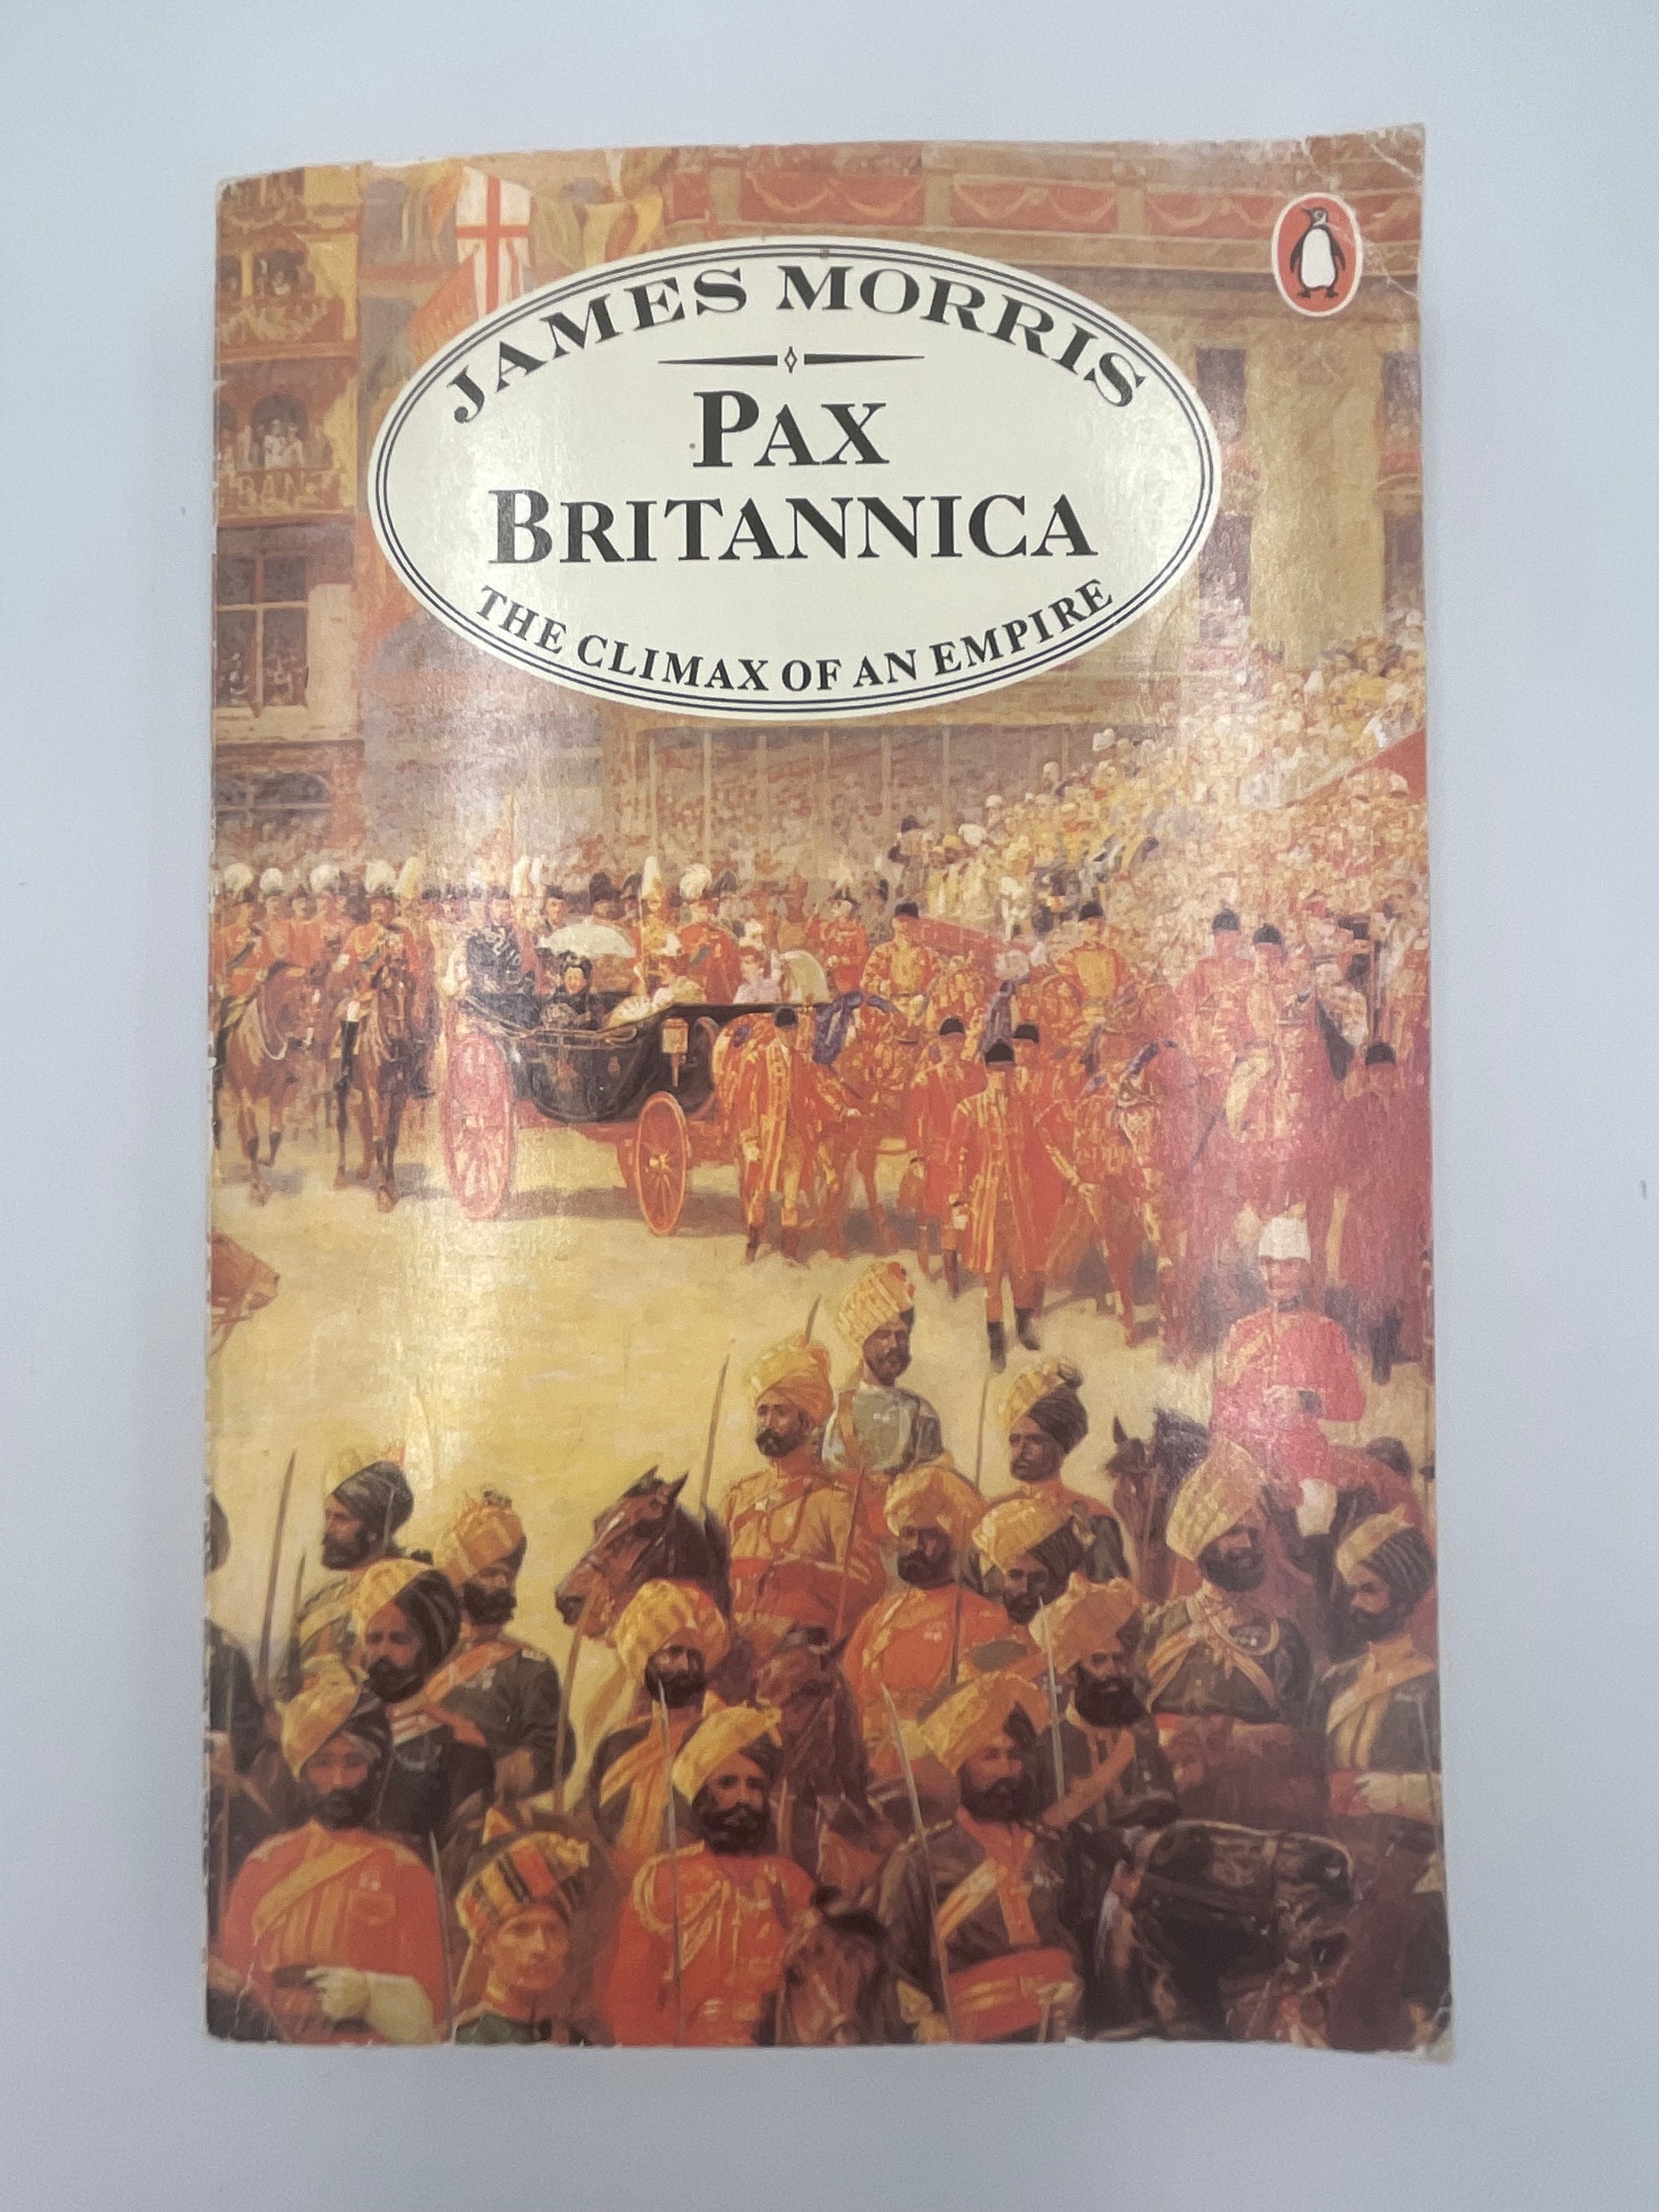 JAMES MORRIS
PAX
BRITANNICA
THE CLIMAX OF AN EMPIRE